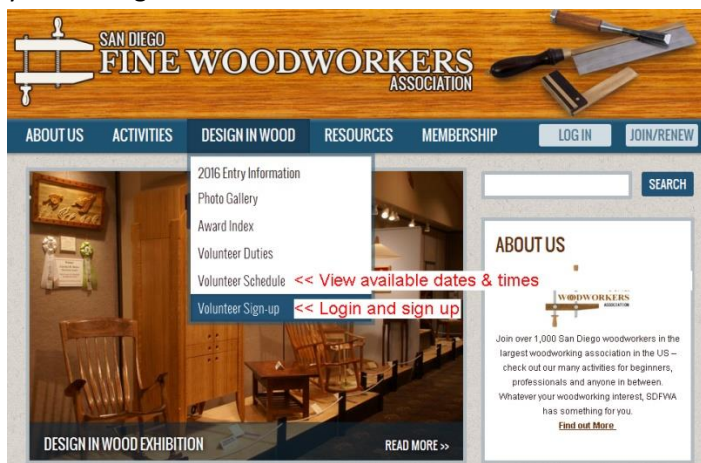 SAN DIEGO
FINE WOODWORKERS
ASSOCIATION
ABOUT US ACTIVITIES DESIGN IN WOOD RESOURCES MEMBERSHIP LOG IN JOIN/RENEW
2016 Entry Information
Photo Gallery
Award Index
Volunteer Duties
Volunteer Schedule << View available dates & times
Volunteer Sign-up << Login and sign up
DESIGN IN WOOD EXHIBITION READ MORE >>
SEARCH
ABOUT US
WOODWORKERS
ASSOCIATION
Join over 1,000 San Diego woodworkers in the
largest woodworking association in the US –
check out our many activities for beginners,
professionals and anyone in between.
Whatever your woodworking interest, SDFWA
has something for you.
Find out More